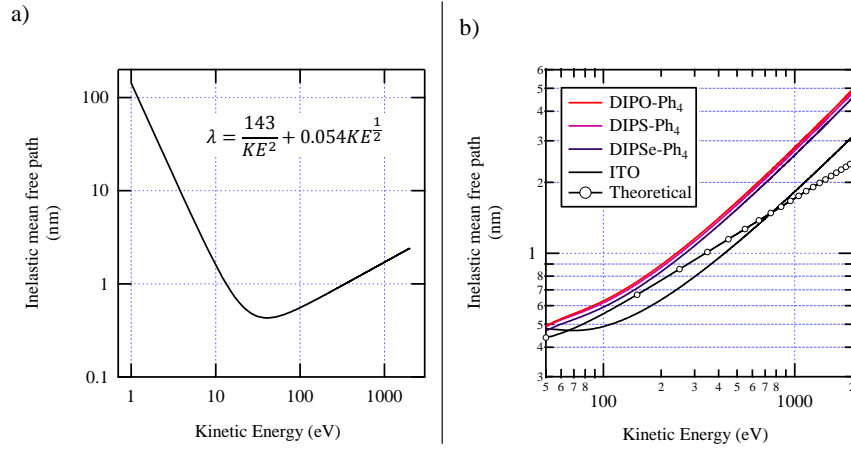 a)
100
10
1
0.1
Inelastic mean free path
(nm)
λ = 143/KE² + 0.054KE^(1/2)
1 10 100 1000
Kinetic Energy (eV)
b)
6
5
4
3
2
1
9
8
7
6
5
4
3
Inelastic mean free path
(nm)
DIPO-Ph₄
DIPS-Ph₄
DIPSe-Ph₄
ITO
Theoretical
5 6 7 8 100 2 3 4 5 6 7 8 1000 2
Kinetic Energy (eV)